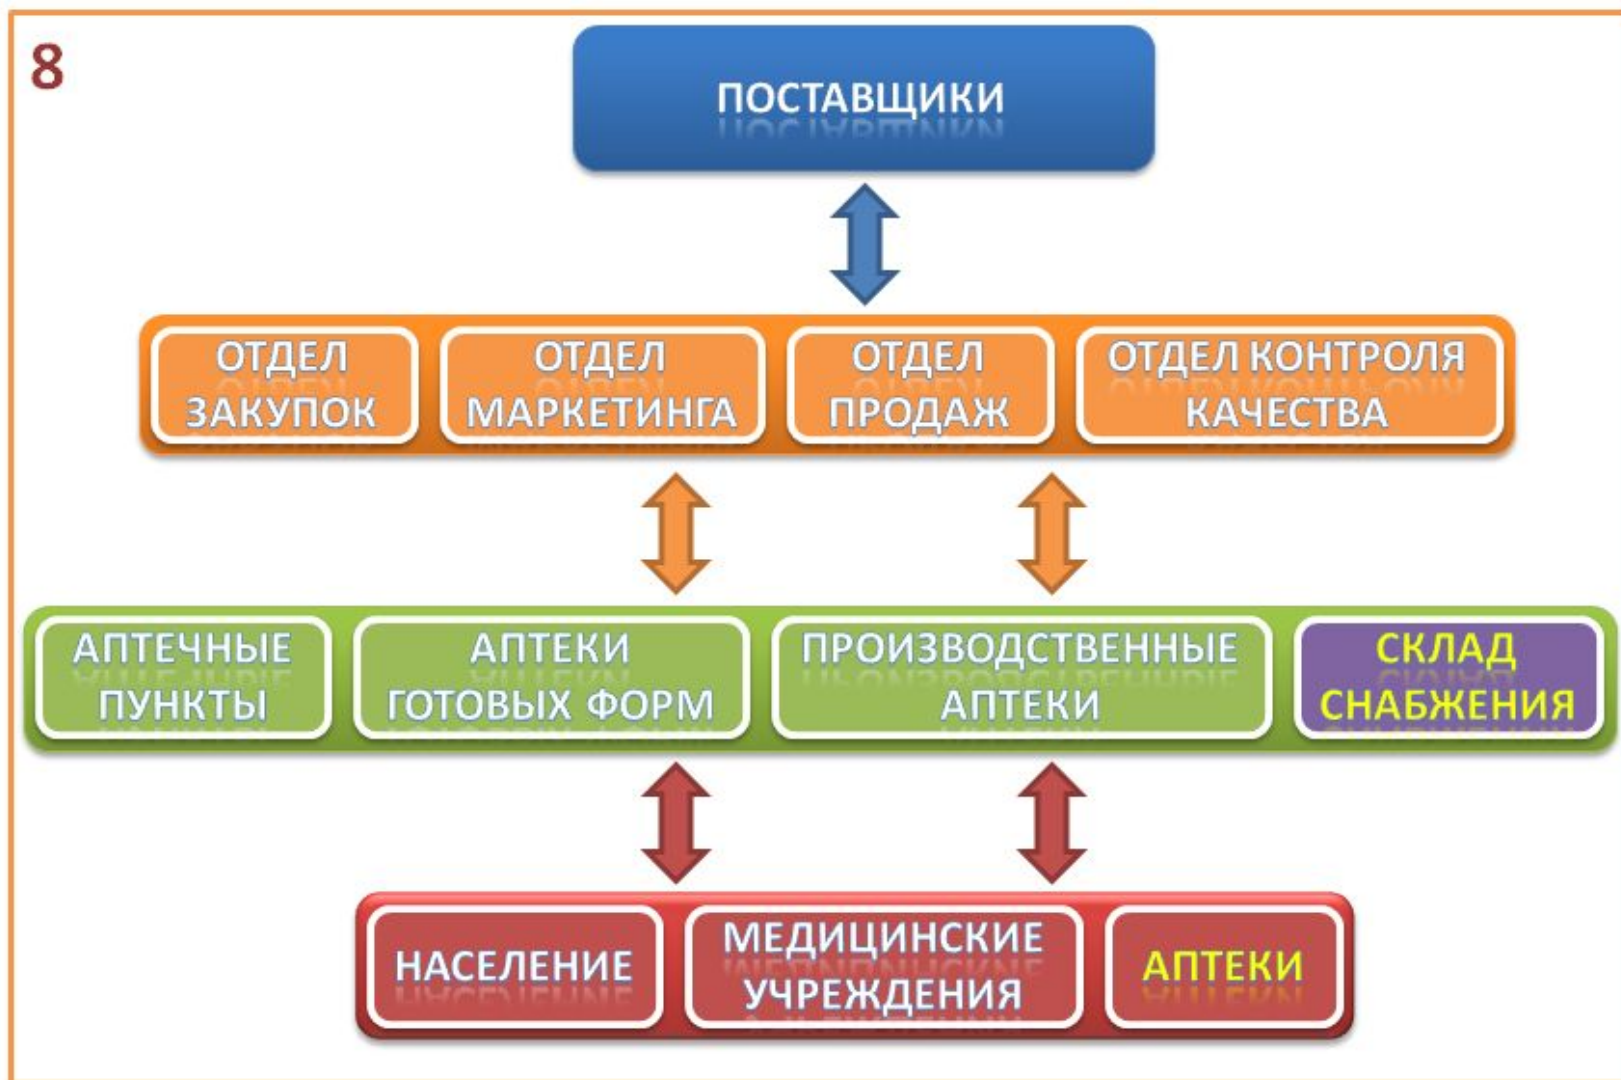 8
ПОСТАВЩИКИ
ОТДЕЛ
ЗАКУПОК
ОТДЕЛ
МАРКЕТИНГА
ОТДЕЛ
ПРОДАЖ
ОТДЕЛ КОНТРОЛЯ
КАЧЕСТВА
АПТЕЧНЫЕ
ПУНКТЫ
АПТЕКИ
ГОТОВЫХ ФОРМ
ПРОИЗВОДСТВЕННЫЕ
АПТЕКИ
СКЛАД
СНАБЖЕНИЯ
НАСЕЛЕНИЕ
МЕДИЦИНСКИЕ
УЧРЕЖДЕНИЯ
АПТЕКИ